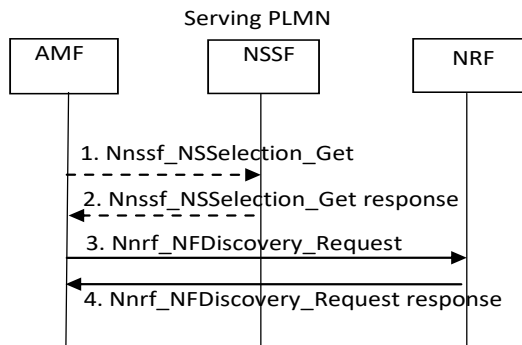 Serving PLMN
AMF
NSSF
NRF
1. Nnssf_NSSelection_Get
2. Nnssf_NSSelection_Get response
3. Nnrf_NFDiscovery_Request
4. Nnrf_NFDiscovery_Request response